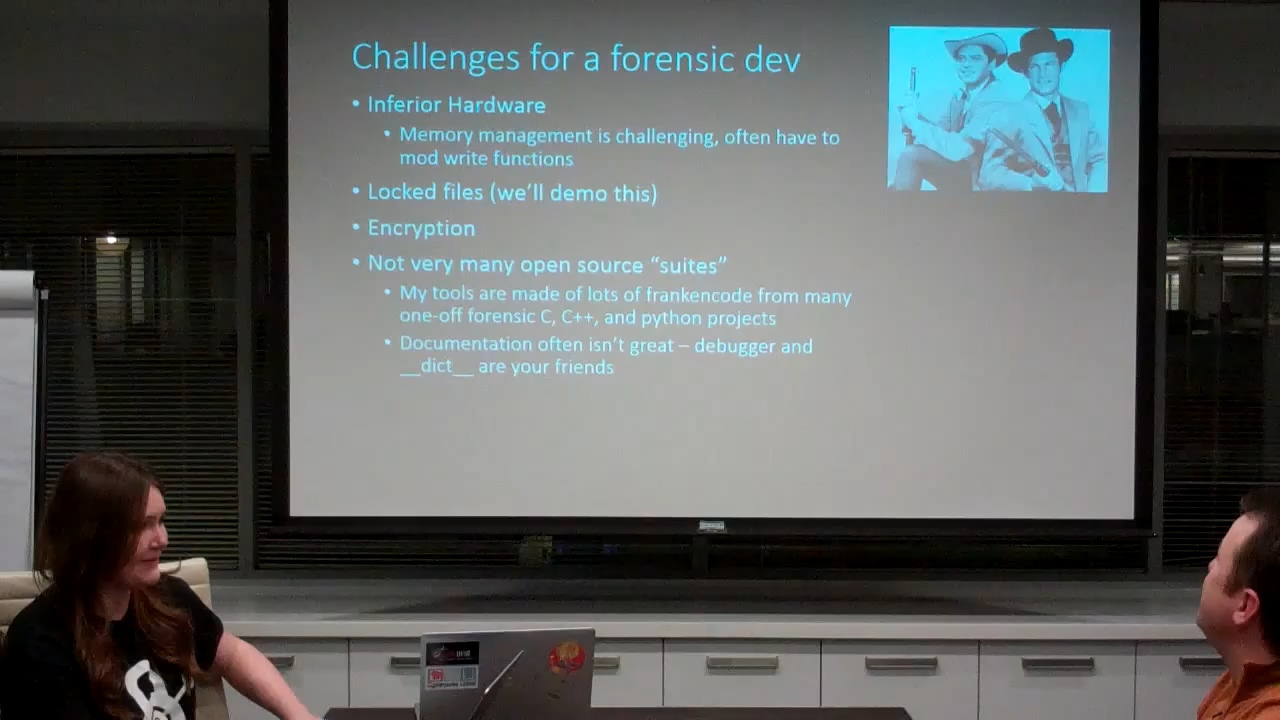 Challenges for a forensic dev
• Inferior Hardware
• Memory management is challenging, often have to
mod write functions
• Locked files (we'll demo this)
• Encryption
• Not very many open source “suites”
• My tools are made of lots of frankencode from many
one-off forensic C, C++, and python projects
• Documentation often isn't great – debugger and
__dict__ are your friends